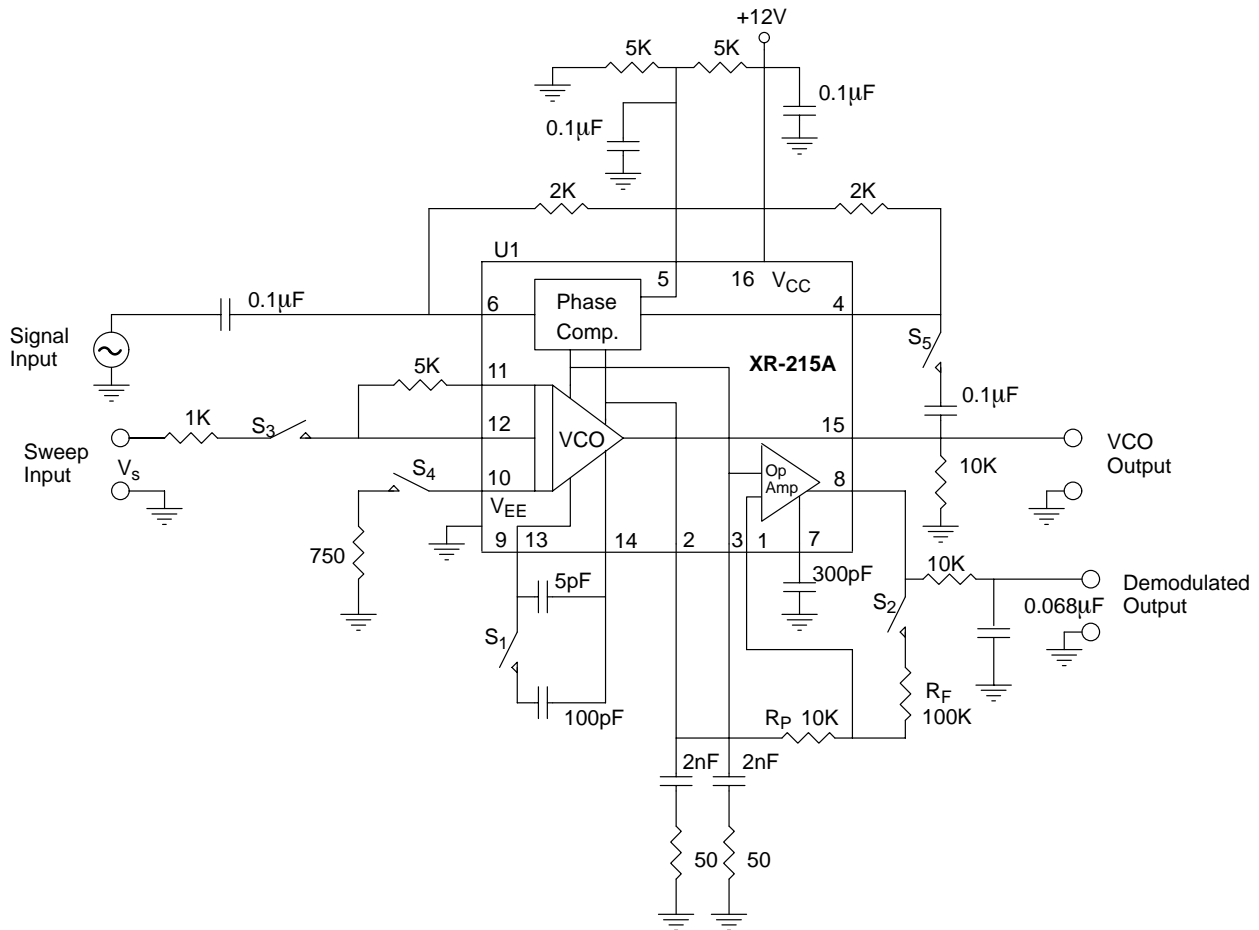 +12V
5K 5K
0.1μF
0.1μF
2K 2K
U1
5 16 VCC
0.1μF
6 Phase Comp. 4
Signal Input
S5
XR-215A
5K 11
0.1μF
1K S3 12 VCO 15
Sweep Input
VS
VCO Output
S4 10
Op Amp 8
10K
VEE
9 13 14 2 3 1 7
750
5pF
300pF
10K
S2
0.068μF
Demodulated Output
S1
100pF
RP 10K
RF 100K
2nF 2nF
50 50